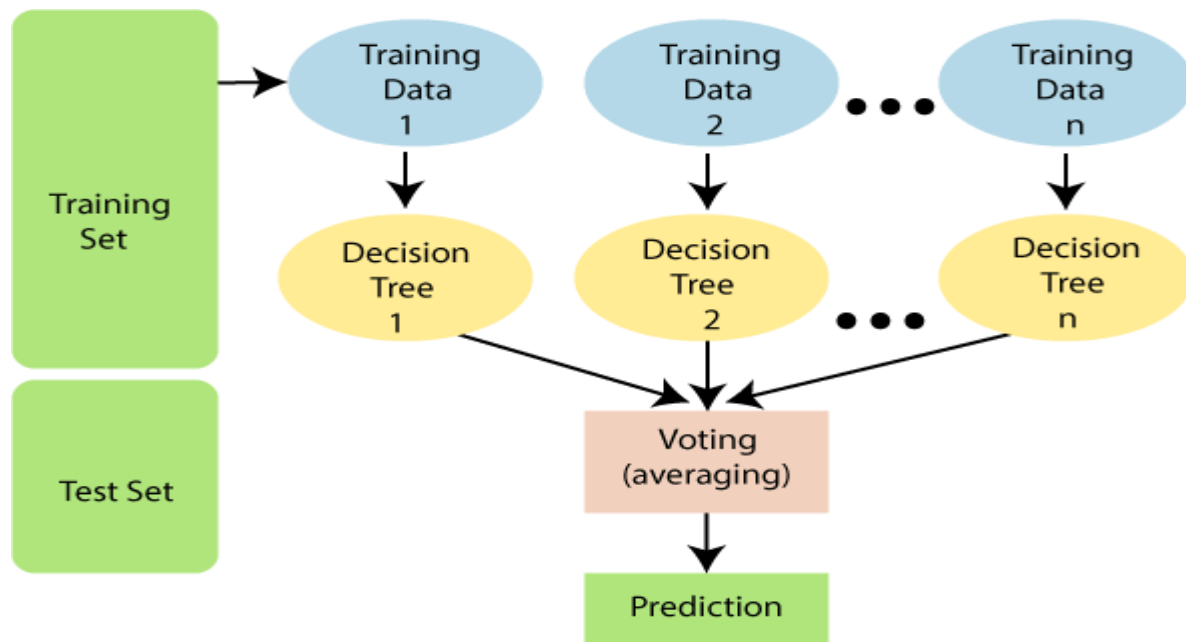 Training
Set
Test Set
Training
Data
1
Training
Data
2
Training
Data
n
Decision
Tree
1
Decision
Tree
2
Decision
Tree
n
Voting
(averaging)
Prediction